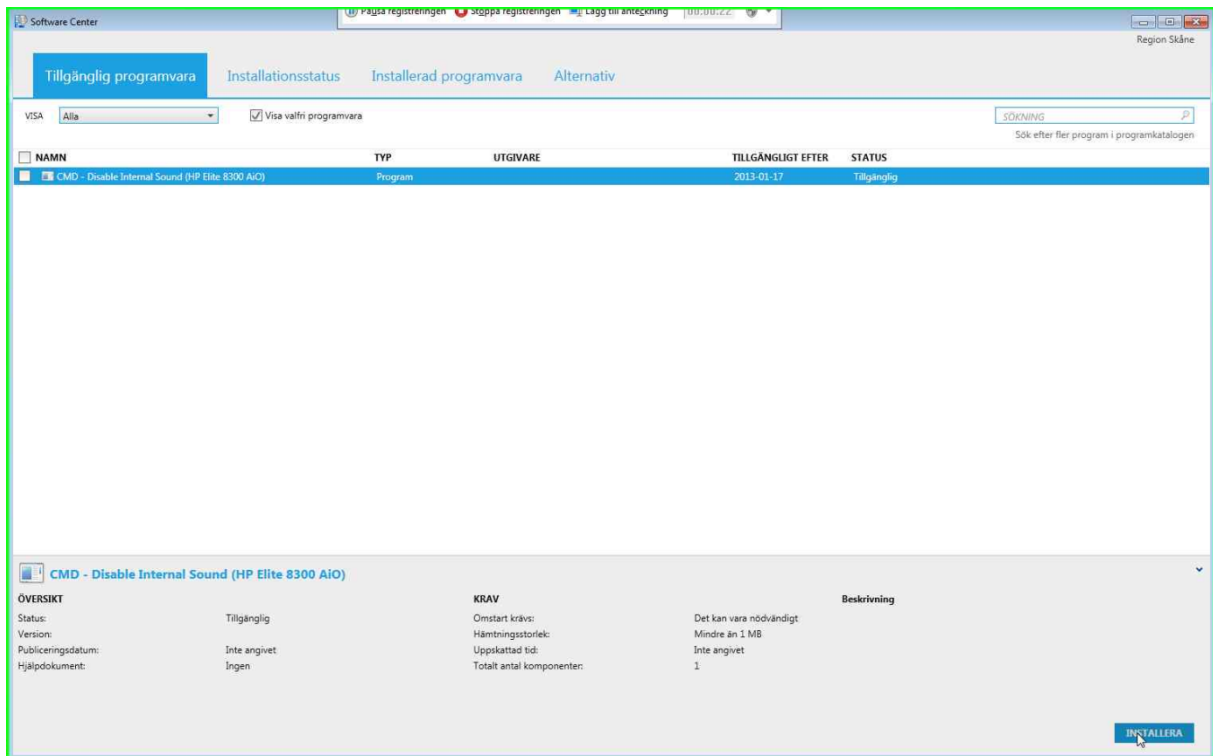 Software Center
Pausa registreringen Stoppa registreringen Lägg till anteckning 00:00:22
Region Skåne
Tillgänglig programvara Installationsstatus Installerad programvara Alternativ
VISA Alla Visa valfri programvara SÖKNING
Sök efter fler program i programkatalogen
NAMN TYP UTGIVARE TILLGÄNGLIGT EFTER STATUS
CMD - Disable Internal Sound (HP Elite 8300 AiO) Program 2013-01-17 Tillgänglig
CMD - Disable Internal Sound (HP Elite 8300 AiO)
ÖVERSIKT KRAV Beskrivning
Status: Tillgänglig Omstart krävs: Det kan vara nödvändigt
Version: Hämtningsstorlek: Mindre än 1 MB
Publiceringsdatum: Inte angivet Uppskattad tid: Inte angivet
Hjälpdokument: Ingen Totalt antal komponenter: 1
INSTALLERA